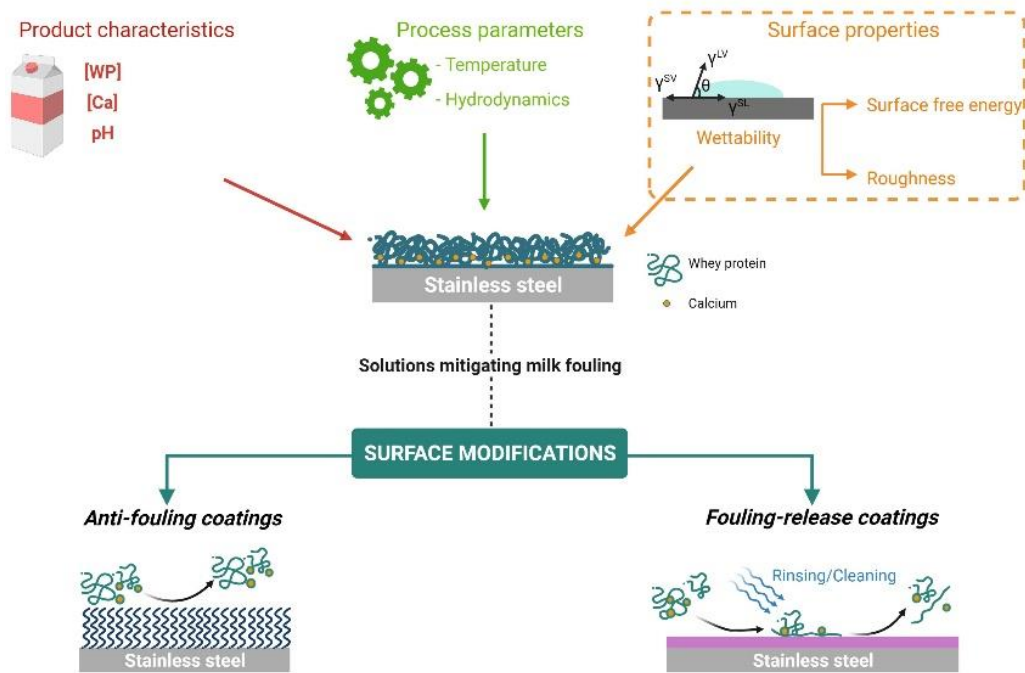 Product characteristics
[WP]
[Ca]
pH
Process parameters
- Temperature
- Hydrodynamics
Surface properties
γLV
γSV
θ
γSL
Wettability
Surface free energy
Roughness
Stainless steel
Whey protein
Calcium
Solutions mitigating milk fouling
SURFACE MODIFICATIONS
Anti-fouling coatings
Stainless steel
Fouling-release coatings
Rinsing/Cleaning
Stainless steel